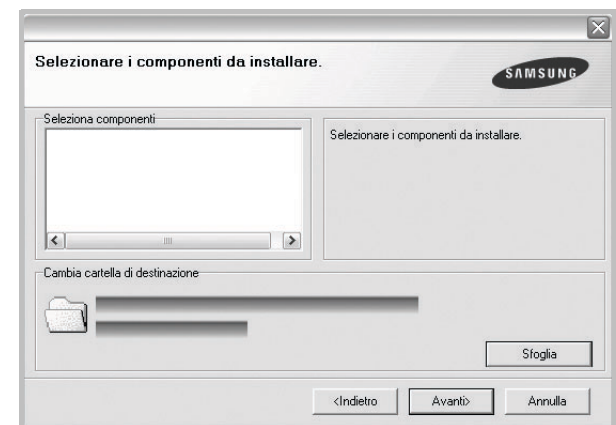 Selezionare i componenti da installare.
SAMSUNG
Seleziona componenti
Selezionare i componenti da installare.
Cambia cartella di destinazione
Sfoglia
<Indietro
Avanti>
Annulla